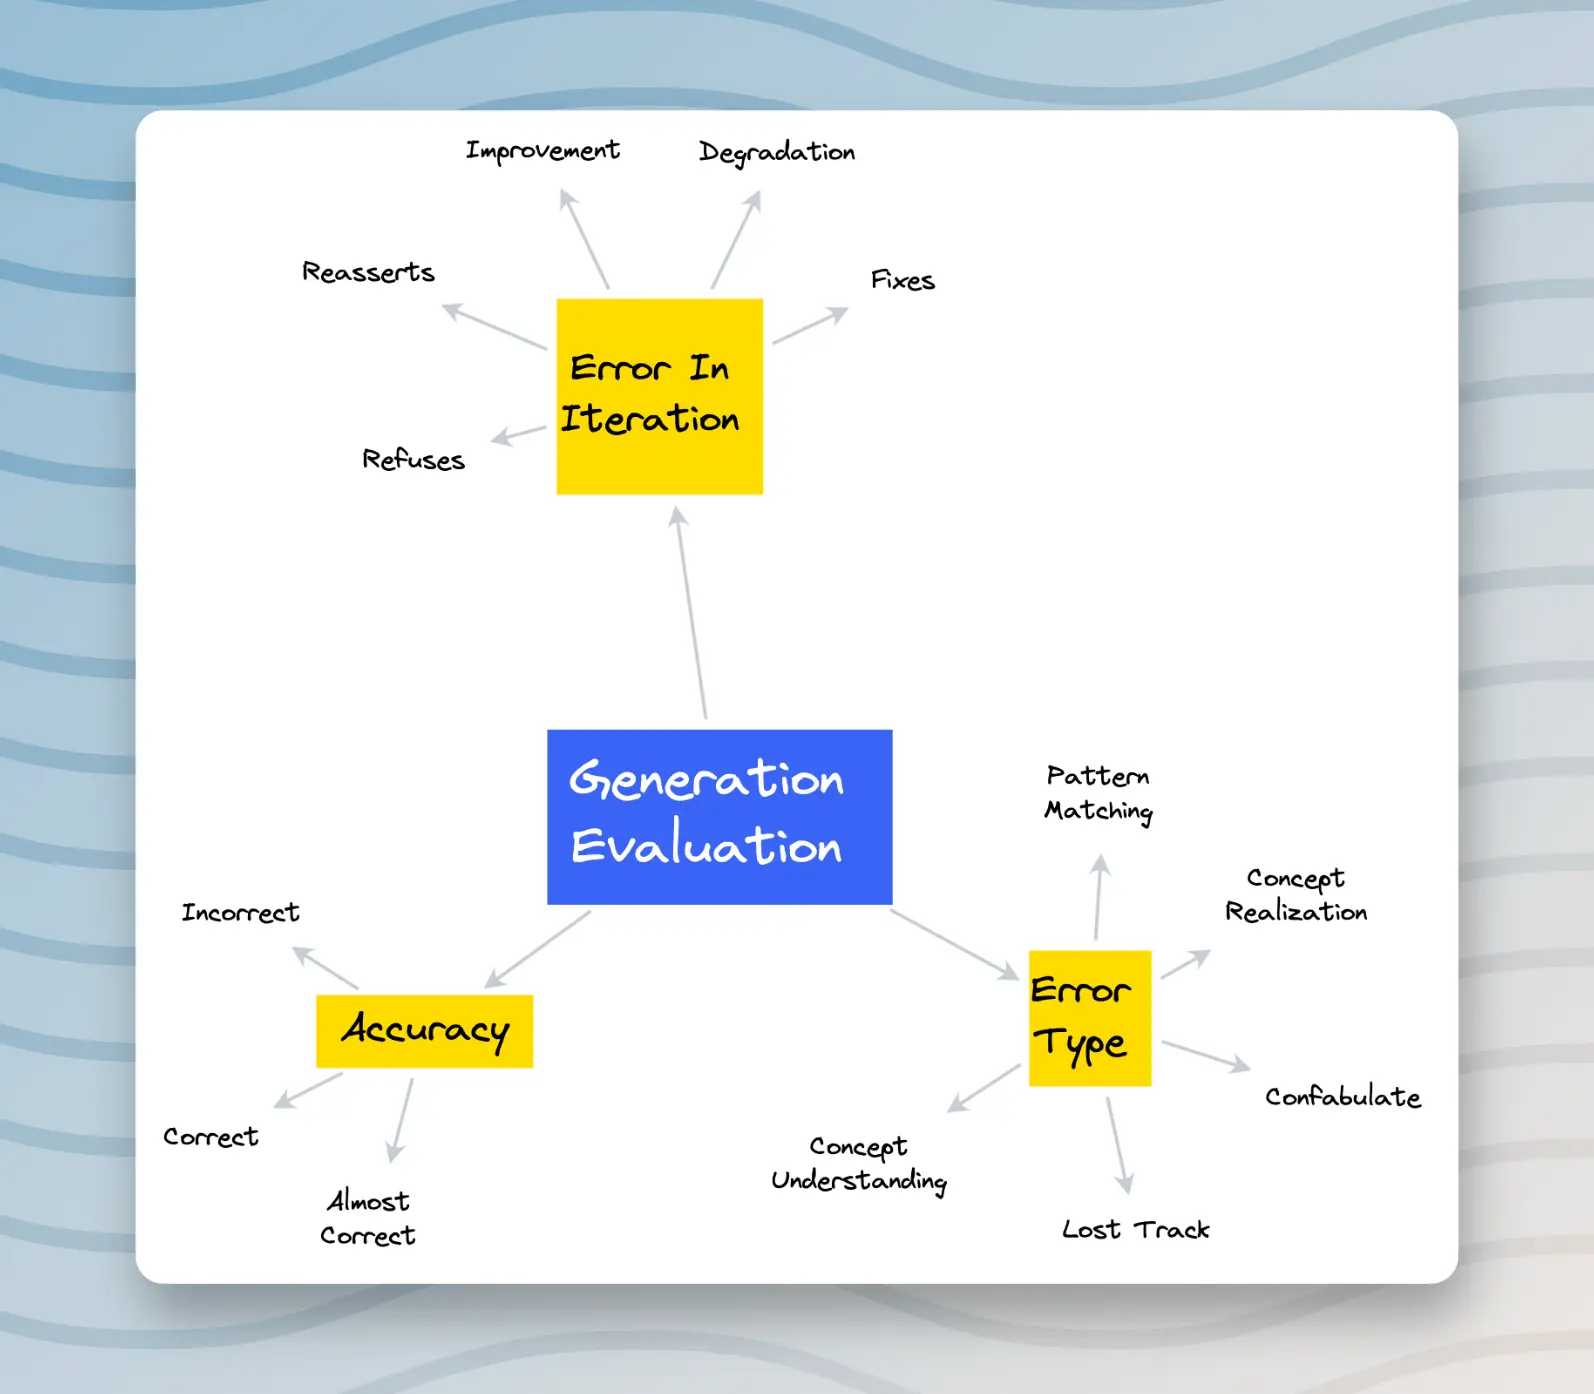 Improvement
Degradation
Reasserts
Fixes
Error In
Iteration
Refuses
Generation
Evaluation
Pattern
Matching
Concept
Realization
Incorrect
Error
Type
Accuracy
Confabulate
Correct
Concept
Understanding
Almost
Correct
Lost Track